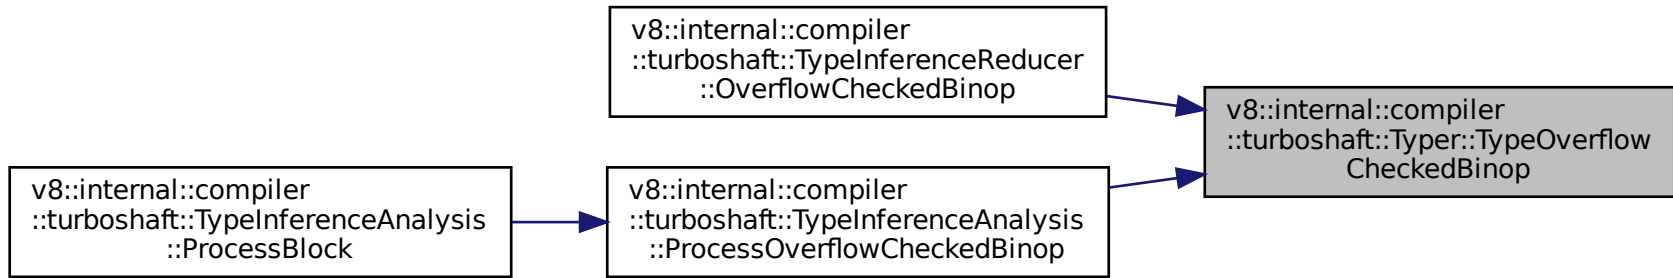 v8::internal::compiler
::turboshaft::TypeInferenceReducer
::OverflowCheckedBinop
v8::internal::compiler
::turboshaft::Typer::TypeOverflow
CheckedBinop
v8::internal::compiler
::turboshaft::TypeInferenceAnalysis
::ProcessBlock
v8::internal::compiler
::turboshaft::TypeInferenceAnalysis
::ProcessOverflowCheckedBinop